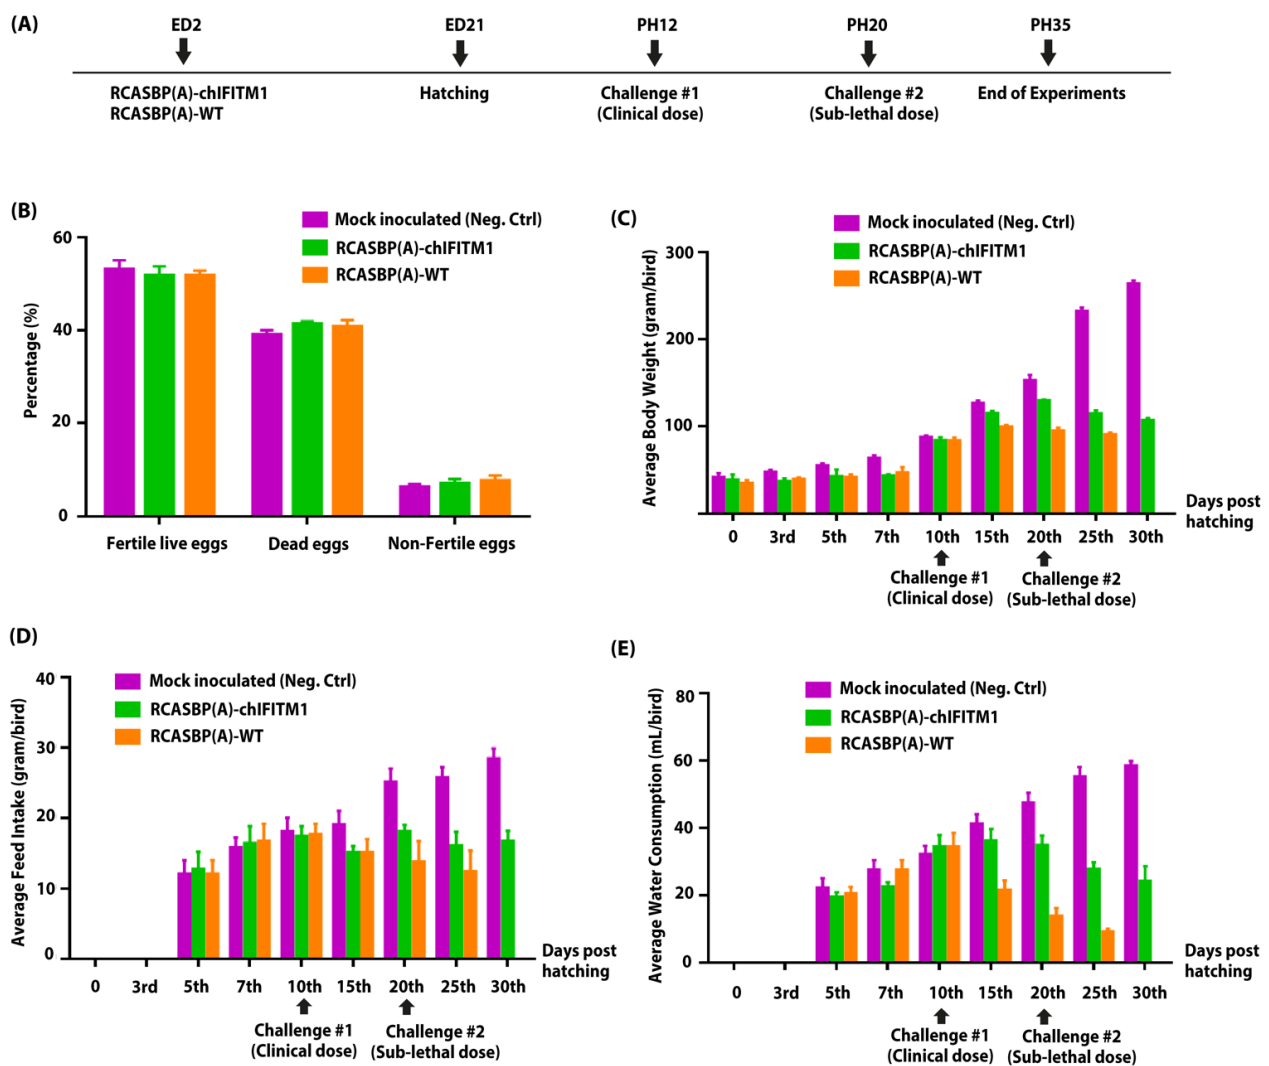 (A)
ED2 ED21 PH12 PH20 PH35
RCASBP(A)-chIFITM1 Hatching Challenge #1 Challenge #2 End of Experiments
RCASBP(A)-WT (Clinical dose) (Sub-lethal dose)
(B)
Mock inoculated (Neg. Ctrl)
RCASBP(A)-chIFITM1
RCASBP(A)-WT
Percentage (%)
60
40
20
0
Fertile live eggs Dead eggs Non-Fertile eggs
(C)
Mock inoculated (Neg. Ctrl)
RCASBP(A)-chIFITM1
RCASBP(A)-WT
Average Body Weight (gram/bird)
300
200
100
0 3rd 5th 7th 10th 15th 20th 25th 30th
Days post
hatching
Challenge #1 Challenge #2
(Clinical dose) (Sub-lethal dose)
(D)
Mock inoculated (Neg. Ctrl)
RCASBP(A)-chIFITM1
RCASBP(A)-WT
Average Feed Intake (gram/bird)
40
30
20
10
0
0 3rd 5th 7th 10th 15th 20th 25th 30th
Days post
hatching
Challenge #1 Challenge #2
(Clinical dose) (Sub-lethal dose)
(E)
Mock inoculated (Neg. Ctrl)
RCASBP(A)-chIFITM1
RCASBP(A)-WT
Average Water Consumption (mL/bird)
80
60
40
20
0
0 3rd 5th 7th 10th 15th 20th 25th 30th
Days post
hatching
Challenge #1 Challenge #2
(Clinical dose) (Sub-lethal dose)